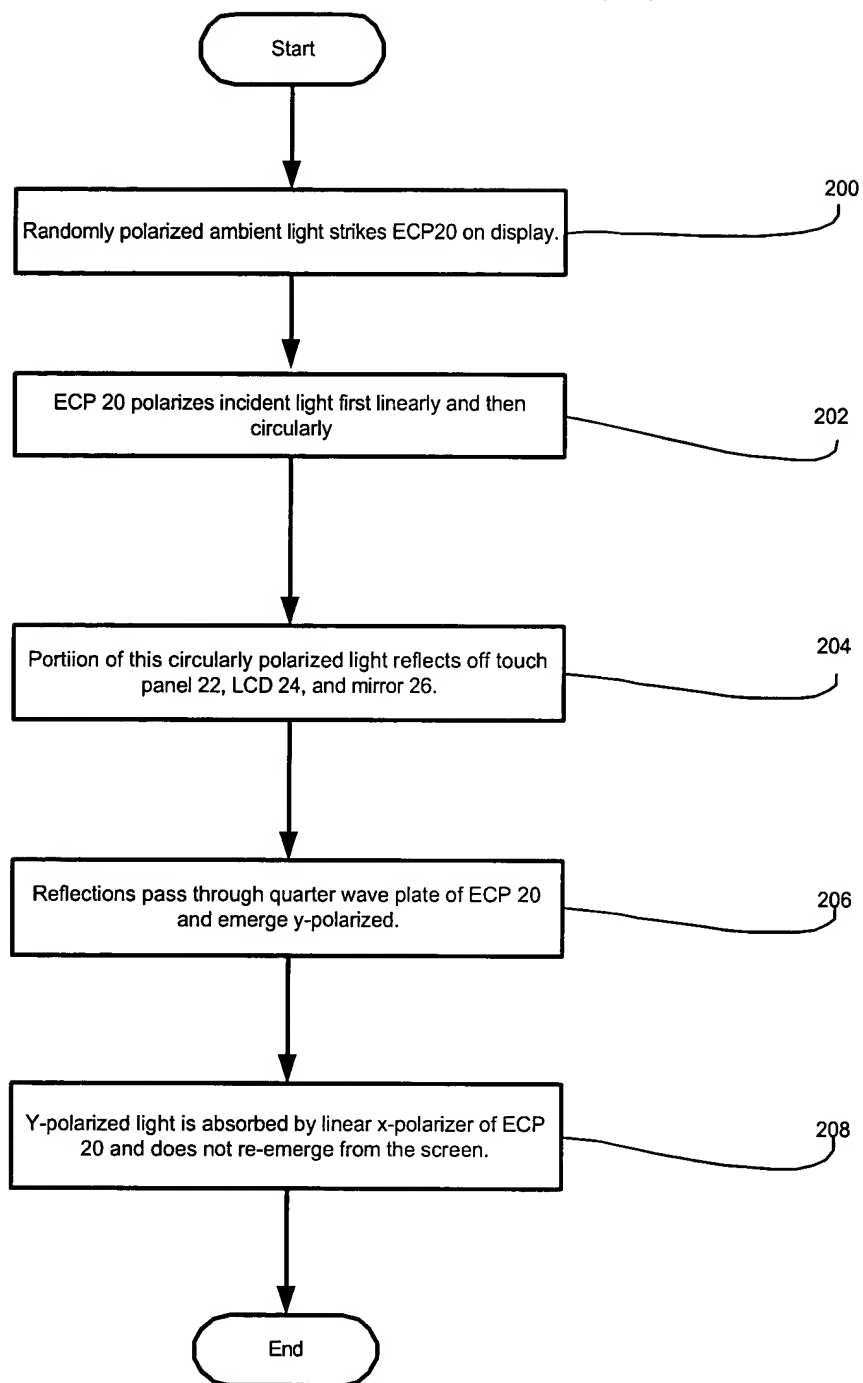 Start
200
Randomly polarized ambient light strikes ECP20 on display.
ECP 20 polarizes incident light first linearly and then
circularly
202
Portiion of this circularly polarized light reflects off touch
panel 22, LCD 24, and mirror 26.
204
Reflections pass through quarter wave plate of ECP 20
and emerge y-polarized.
206
Y-polarized light is absorbed by linear x-polarizer of ECP
20 and does not re-emerge from the screen.
208
End